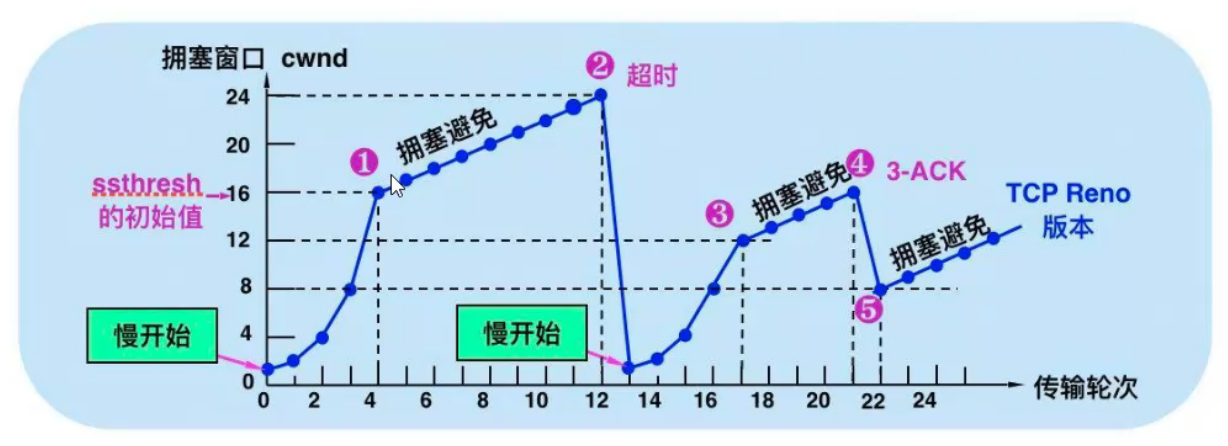 拥塞窗口 cwnd
❷ 超时
24
拥塞避免
20
❶
❹ 3-ACK
ssthresh
的初始值
16
拥塞避免
TCP Reno
版本
❸
12
拥塞避免
8
❺
慢开始
慢开始
4
0
0 2 4 6 8 10 12 14 16 18 20 22 24
传输轮次